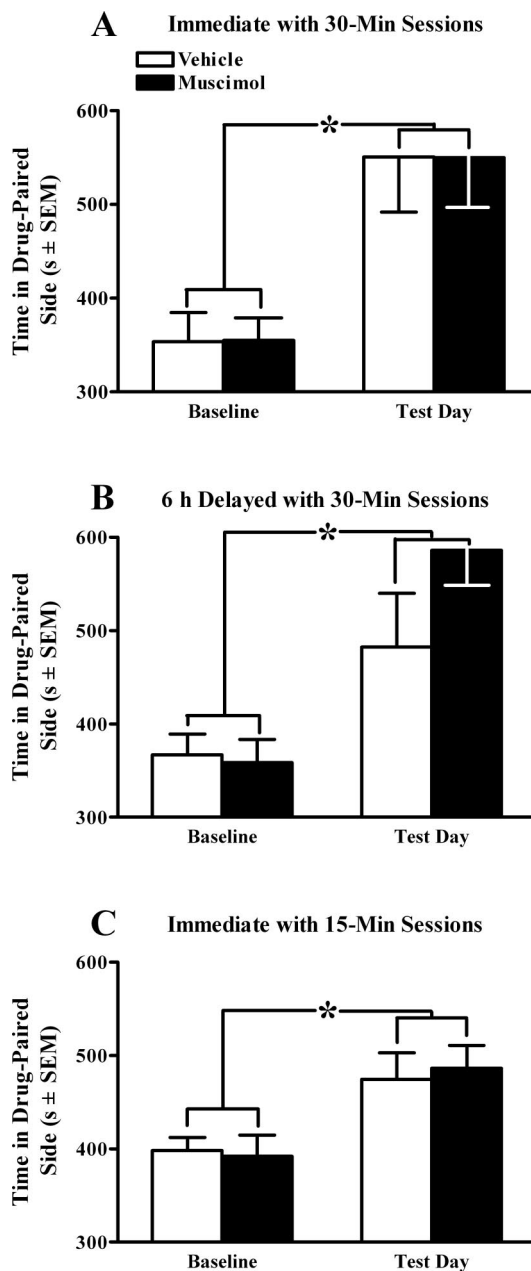 A Immediate with 30-Min Sessions
Vehicle
Muscimol
Time in Drug-Paired
Side (s ± SEM)
600
500
400
300
Baseline Test Day
*
B 6 h Delayed with 30-Min Sessions
Time in Drug-Paired
Side (s ± SEM)
600
500
400
300
Baseline Test Day
*
C Immediate with 15-Min Sessions
Time in Drug-Paired
Side (s ± SEM)
600
500
400
300
Baseline Test Day
*